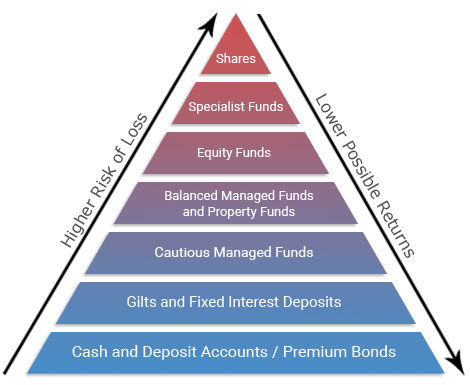 Shares
Specialist Funds
Equity Funds
Balanced Managed Funds
and Property Funds
Cautious Managed Funds
Gilts and Fixed Interest Deposits
Cash and Deposit Accounts / Premium Bonds
Higher Risk of Loss
Lower Possible Returns